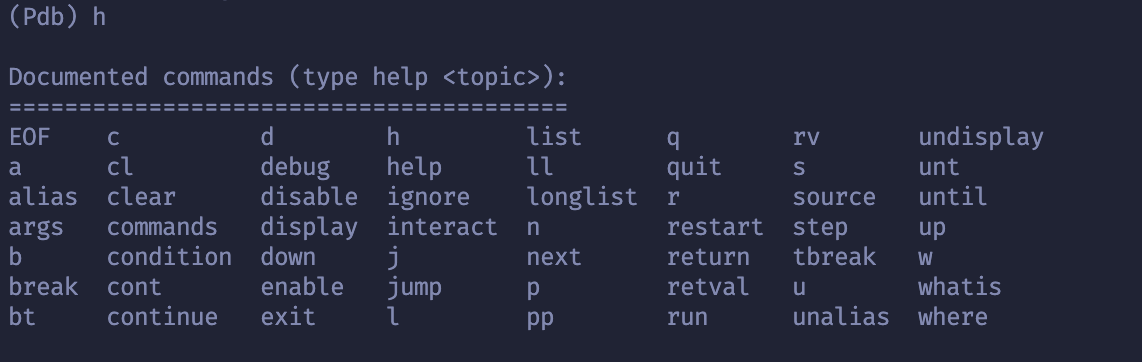 (Pdb) h
Documented commands (type help <topic>):
========================================
EOF c d h list q rv undisplay
a cl debug help ll quit s unt
alias clear disable ignore longlist r source until
args commands display interact n restart step up
b condition down j next return tbreak w
break cont enable jump p retval u whatis
bt continue exit l pp run unalias where